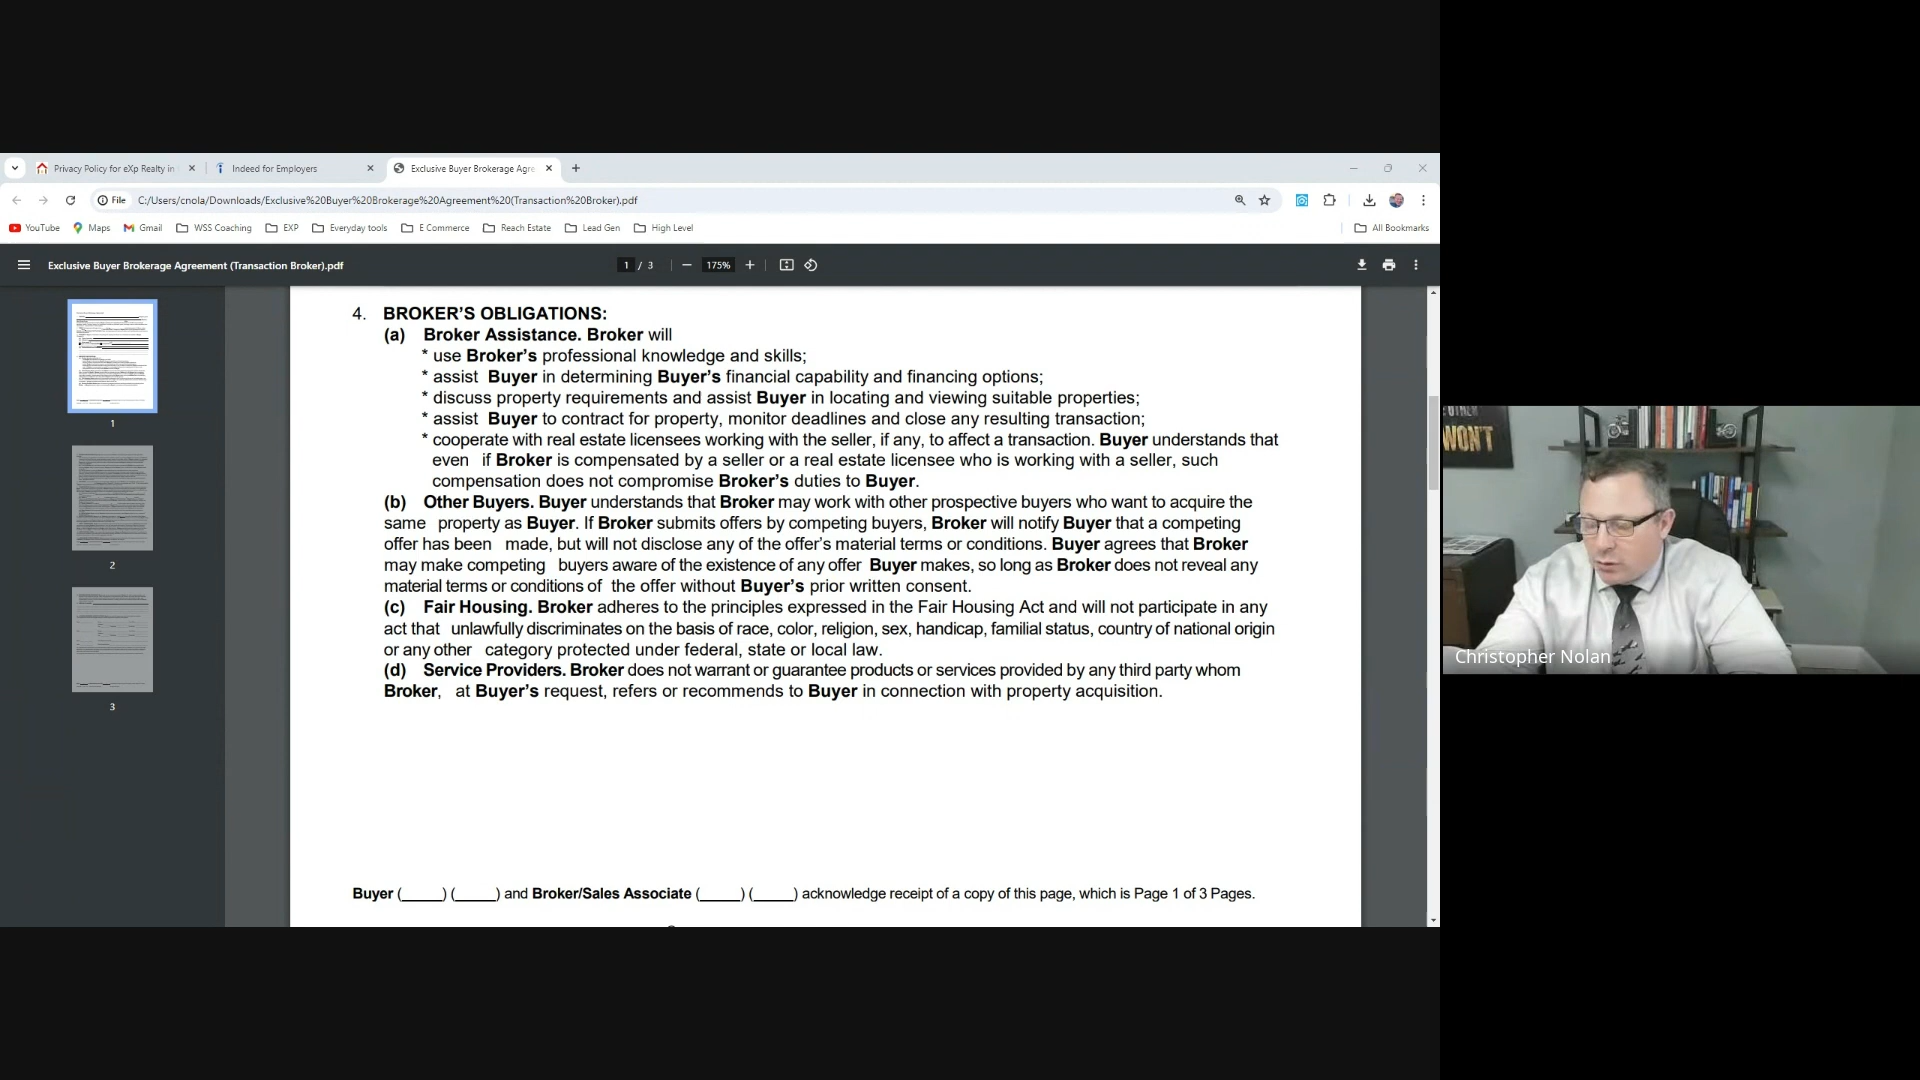 Privacy Policy for eXp Realty in
Indeed for Employers
Exclusive Buyer Brokerage Agre
File C:/Users/cnola/Downloads/Exclusive%20Buyer%20Brokerage%20Agreement%20(Transaction%20Broker).pdf
YouTube Maps Gmail WSS Coaching EXP Everyday tools E Commerce Reach Estate Lead Gen High Level All Bookmarks
Exclusive Buyer Brokerage Agreement (Transaction Broker).pdf 1 / 3 175%
1
2
3
4. BROKER’S OBLIGATIONS:
(a) Broker Assistance. Broker will
* use Broker’s professional knowledge and skills;
* assist Buyer in determining Buyer’s financial capability and financing options;
* discuss property requirements and assist Buyer in locating and viewing suitable properties;
* assist Buyer to contract for property, monitor deadlines and close any resulting transaction;
* cooperate with real estate licensees working with the seller, if any, to affect a transaction. Buyer understands that
even if Broker is compensated by a seller or a real estate licensee who is working with a seller, such
compensation does not compromise Broker’s duties to Buyer.
(b) Other Buyers. Buyer understands that Broker may work with other prospective buyers who want to acquire the
same property as Buyer. If Broker submits offers by competing buyers, Broker will notify Buyer that a competing
offer has been made, but will not disclose any of the offer’s material terms or conditions. Buyer agrees that Broker
may make competing buyers aware of the existence of any offer Buyer makes, so long as Broker does not reveal any
material terms or conditions of the offer without Buyer’s prior written consent.
(c) Fair Housing. Broker adheres to the principles expressed in the Fair Housing Act and will not participate in any
act that unlawfully discriminates on the basis of race, color, religion, sex, handicap, familial status, country of national origin
or any other category protected under federal, state or local law.
(d) Service Providers. Broker does not warrant or guarantee products or services provided by any third party whom
Broker, at Buyer’s request, refers or recommends to Buyer in connection with property acquisition.
Buyer (_____) (_____) and Broker/Sales Associate (_____) (_____) acknowledge receipt of a copy of this page, which is Page 1 of 3 Pages.
WON'T
Christopher Nolan